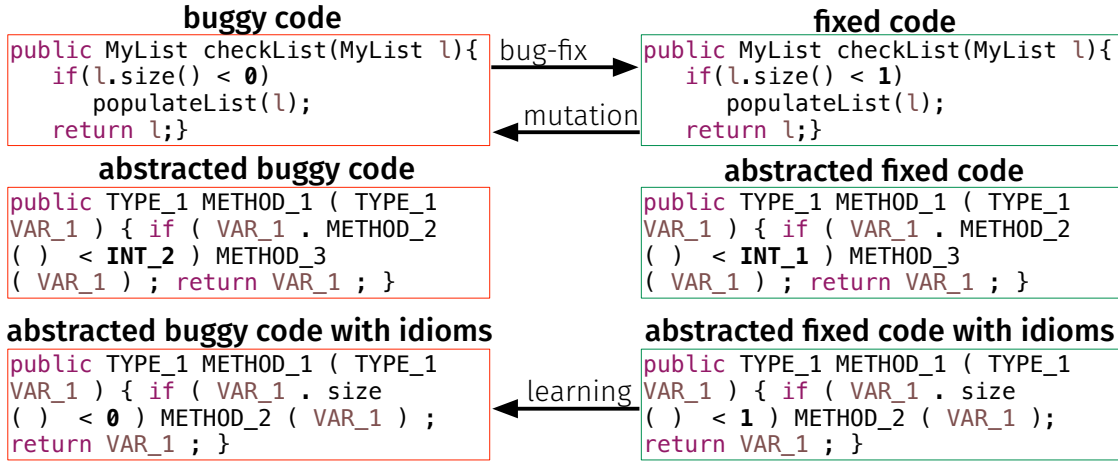 buggy code
public MyList checkList(MyList l){
if(l.size() < 0)
populateList(l);
return l;}
bug-fix
mutation
fixed code
public MyList checkList(MyList l){
if(l.size() < 1)
populateList(l);
return l;}
abstracted buggy code
public TYPE_1 METHOD_1 ( TYPE_1
VAR_1 ) { if ( VAR_1 . METHOD_2
( ) < INT_2 ) METHOD_3
( VAR_1 ) ; return VAR_1 ; }
abstracted fixed code
public TYPE_1 METHOD_1 ( TYPE_1
VAR_1 ) { if ( VAR_1 . METHOD_2
( ) < INT_1 ) METHOD_3
( VAR_1 ) ; return VAR_1 ; }
abstracted buggy code with idioms
public TYPE_1 METHOD_1 ( TYPE_1
VAR_1 ) { if ( VAR_1 . size
( ) < 0 ) METHOD_2 ( VAR_1 ) ;
return VAR_1 ; }
learning
abstracted fixed code with idioms
public TYPE_1 METHOD_1 ( TYPE_1
VAR_1 ) { if ( VAR_1 . size
( ) < 1 ) METHOD_2 ( VAR_1 );
return VAR_1 ; }